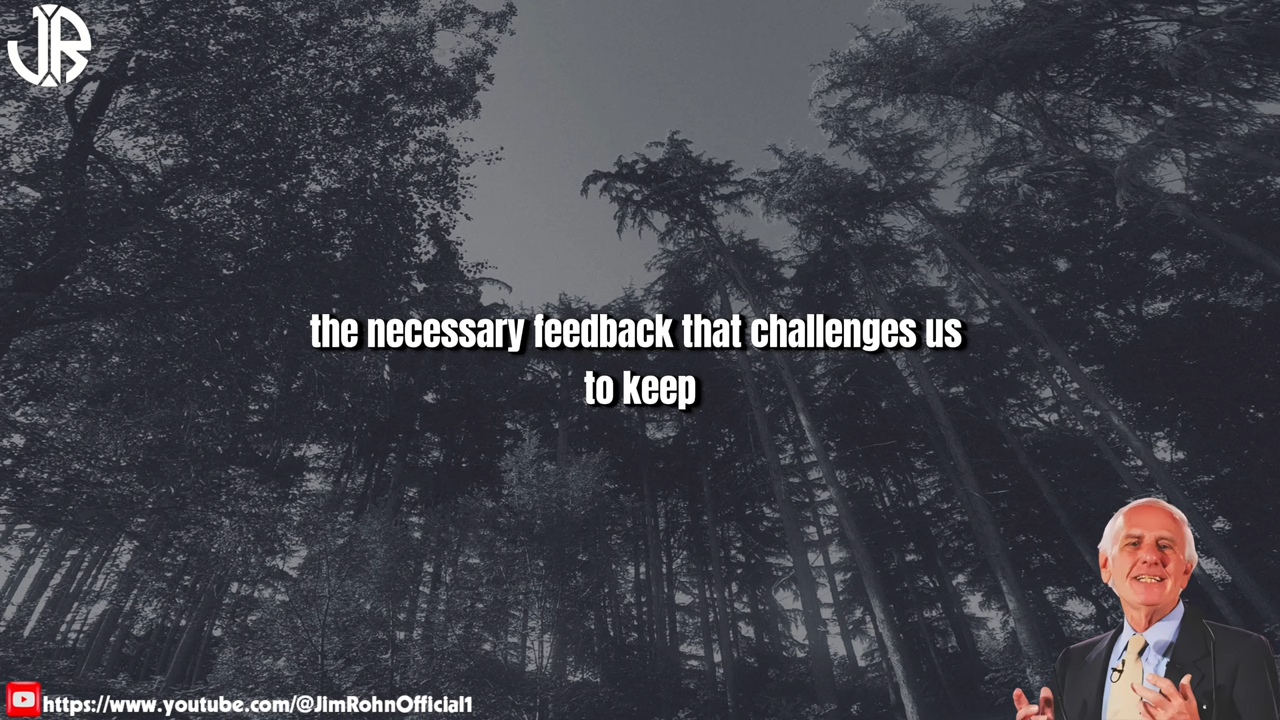 JR
the necessary feedback that challenges us
to keep
https://www.youtube.com/@JimRohnOfficial1